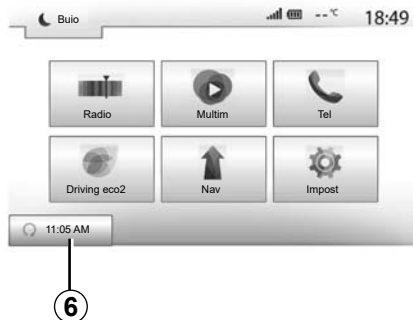 Buio
--°C 18:49
Radio Multim Tel
Driving eco2 Nav Impost
11:05 AM
6